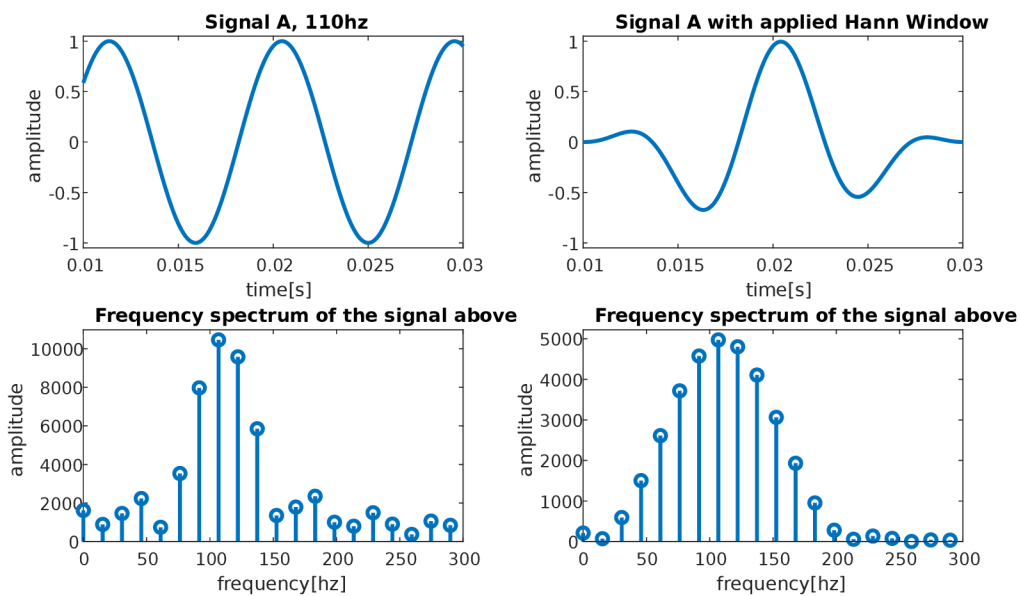 Signal A, 110hz
1
0.5
0
-0.5
-1
amplitude
0.01 0.015 0.02 0.025 0.03
time[s]
Signal A with applied Hann Window
1
0.5
0
-0.5
-1
amplitude
0.01 0.015 0.02 0.025 0.03
time[s]
Frequency spectrum of the signal above
10000
8000
6000
4000
2000
0
amplitude
0 50 100 150 200 250 300
frequency[hz]
Frequency spectrum of the signal above
5000
4000
3000
2000
1000
0
amplitude
0 50 100 150 200 250 300
frequency[hz]